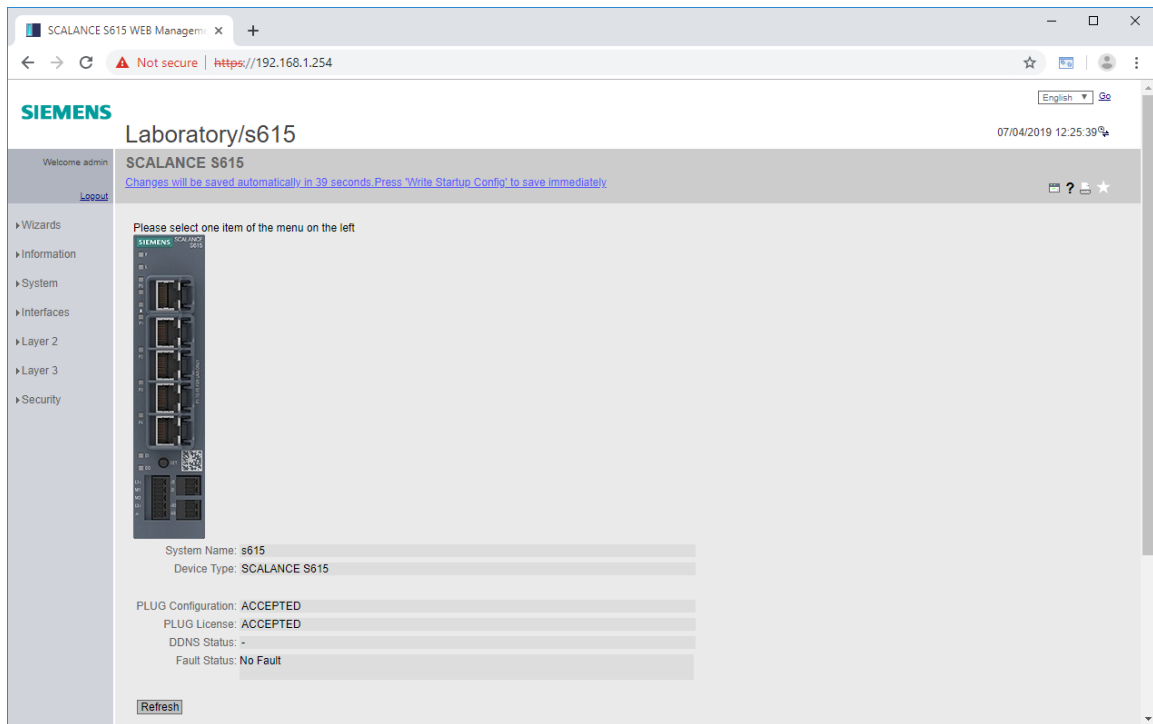 SCALANCE S615 WEB Managem
Not secure | https://192.168.1.254
English Go
SIEMENS
Laboratory/s615
07/04/2019 12:25:39
Welcome admin
SCALANCE S615
Logout
Changes will be saved automatically in 39 seconds.Press 'Write Startup Config' to save immediately
?
Wizards
Information
System
Interfaces
Layer 2
Layer 3
Security
Please select one item of the menu on the left
SIEMENS SCALANCE
S615
System Name: s615
Device Type: SCALANCE S615
PLUG Configuration: ACCEPTED
PLUG License: ACCEPTED
DDNS Status: -
Fault Status: No Fault
Refresh